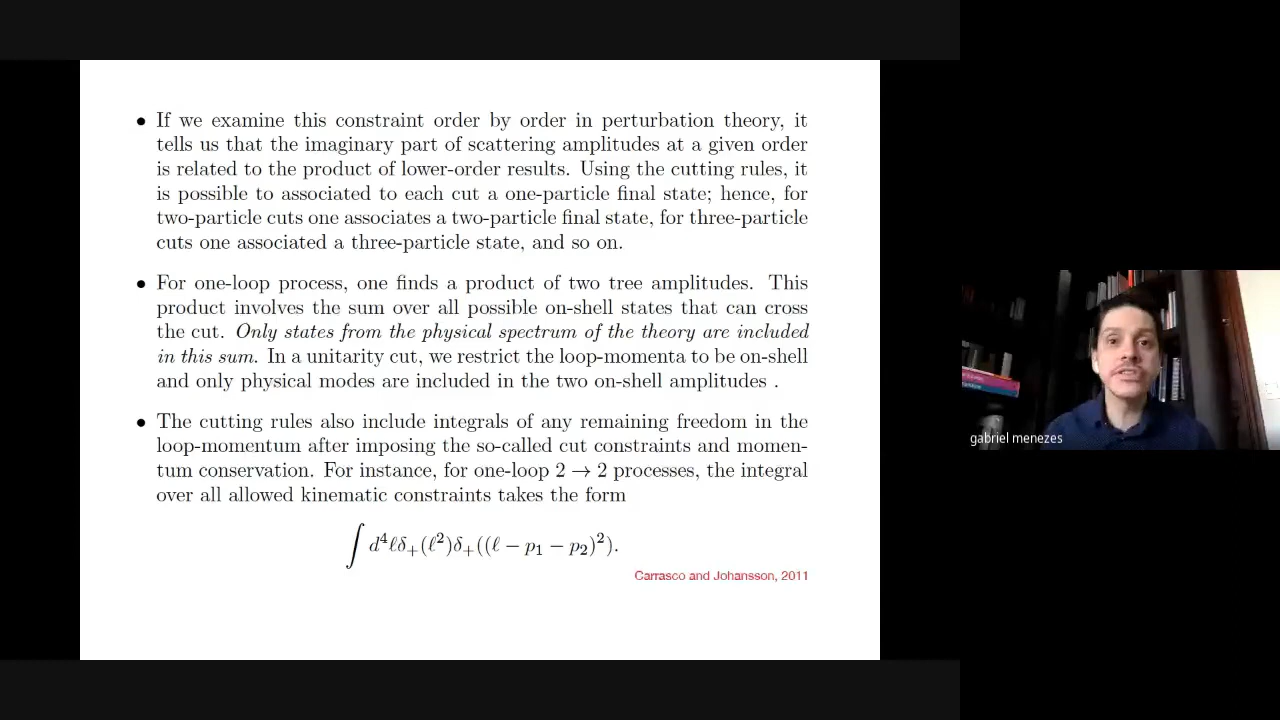 • If we examine this constraint order by order in perturbation theory, it
tells us that the imaginary part of scattering amplitudes at a given order
is related to the product of lower-order results. Using the cutting rules, it
is possible to associated to each cut a one-particle final state; hence, for
two-particle cuts one associates a two-particle final state, for three-particle
cuts one associated a three-particle state, and so on.
• For one-loop process, one finds a product of two tree amplitudes. This
product involves the sum over all possible on-shell states that can cross
the cut. Only states from the physical spectrum of the theory are included
in this sum. In a unitarity cut, we restrict the loop-momenta to be on-shell
and only physical modes are included in the two on-shell amplitudes .
• The cutting rules also include integrals of any remaining freedom in the
loop-momentum after imposing the so-called cut constraints and momen-
tum conservation. For instance, for one-loop 2 → 2 processes, the integral
over all allowed kinematic constraints takes the form
∫ d⁴ℓδ₊(ℓ²)δ₊((ℓ − p₁ − p₂)²).
Carrasco and Johansson, 2011
gabriel menezes